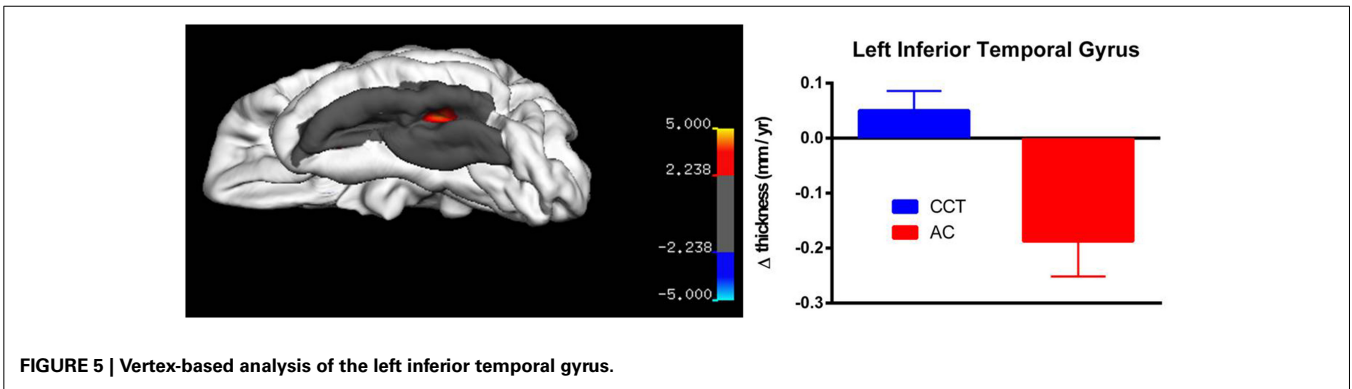 5.000
2.238
-2.238
-5.000
Left Inferior Temporal Gyrus
Δ thickness (mm/yr)
0.1
0.0
-0.1
-0.2
-0.3
CCT
AC
FIGURE 5 | Vertex-based analysis of the left inferior temporal gyrus.